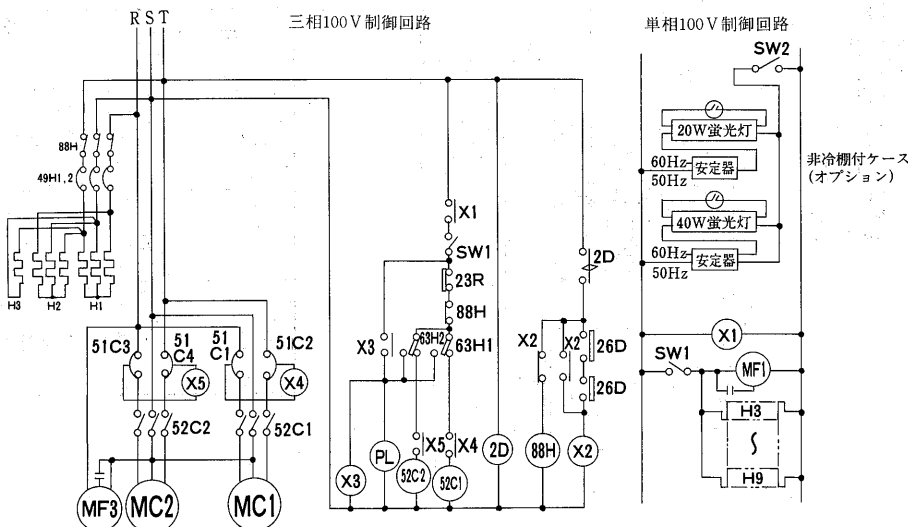 R S T
三相100V制御回路
単相100V制御回路
SW2
20W蛍光灯
88H
60Hz
50Hz
安定器
非冷棚付ケース
(オプション)
49H1,2
X1
40W蛍光灯
SW1
60Hz
50Hz
安定器
2D
23R
H3
H2
H1
88H
X1
51C3
51
C4
51
C1
51C2
X3
63H2
63H1
X2
X2
26D
SW1
X5
X4
26D
MF1
52C2
52C1
H3
X5
X4
PL
2D
88H
X2
X3
52C2
52C1
H9
MF3
MC2
MC1